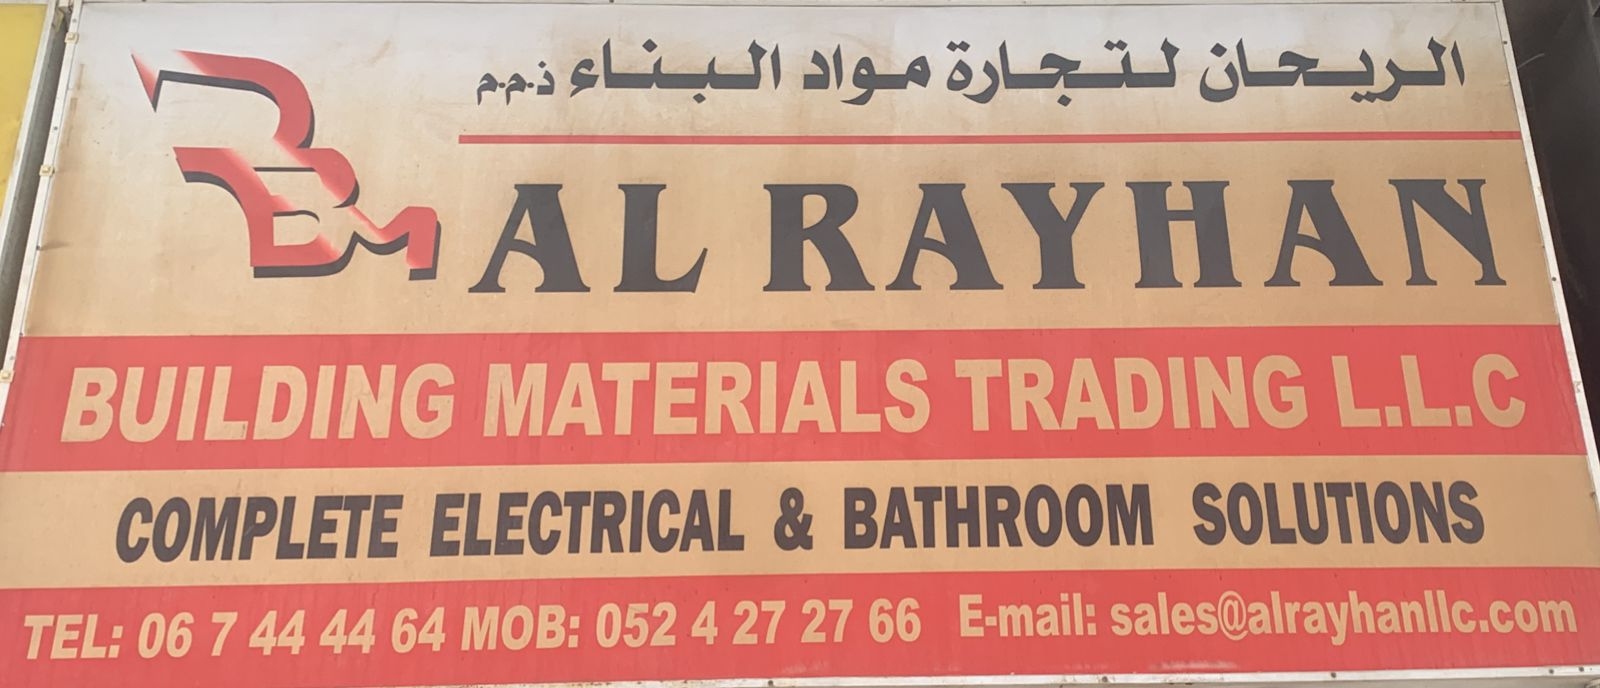 الريحان لتجارة مواد البناء ذ.م.م
BM
AL RAYHAN
BUILDING MATERIALS TRADING L.L.C
COMPLETE ELECTRICAL & BATHROOM SOLUTIONS
TEL: 06 7 44 44 64 MOB: 052 4 27 27 66 E-mail: sales@alrayhanllc.com